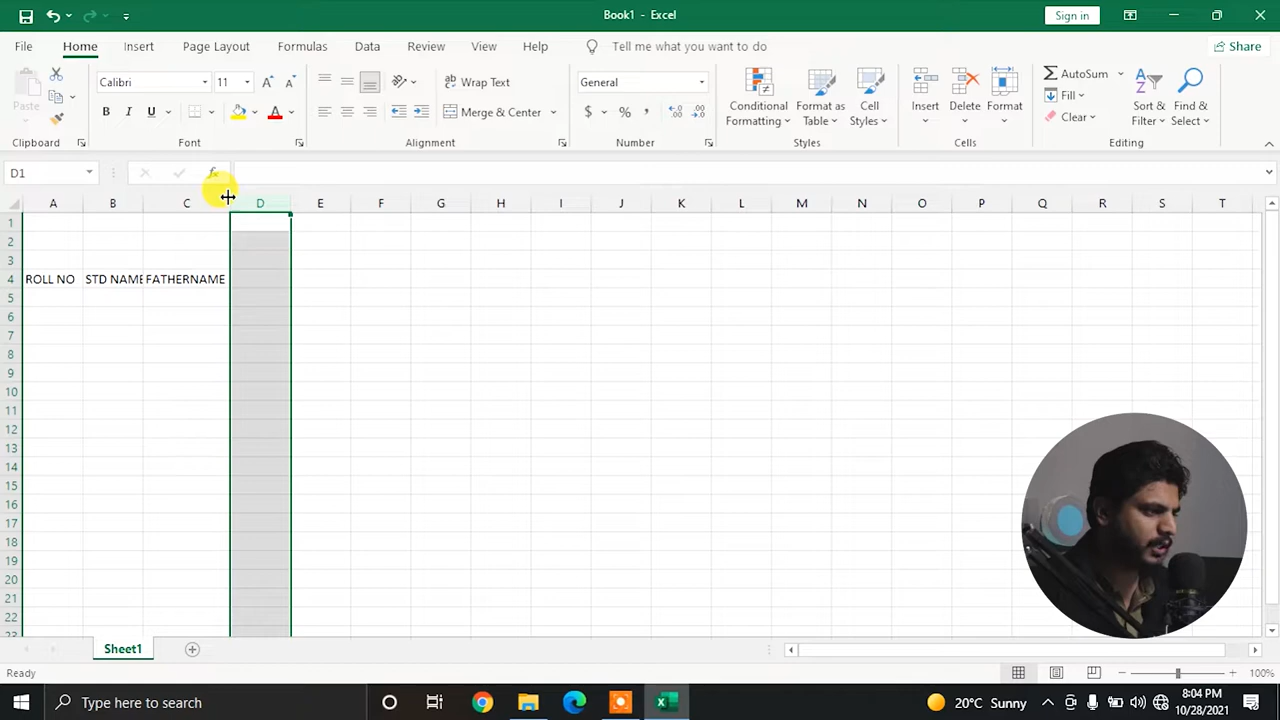 Book1 - Excel
Sign in
File Home Insert Page Layout Formulas Data Review View Help Tell me what you want to do Share
Calibri 11 Wrap Text General AutoSum
Paste Fill
B I U Merge & Center $ % , Conditional Formatting Format as Table Cell Styles Insert Delete Format Clear Sort & Filter Find & Select
Clipboard Font Alignment Number Styles Cells Editing
D1 fx
A B C D E F G H I J K L M N O P Q R S T
1
2
3
4 ROLL NO STD NAME FATHERNAME
5
6
7
8
9
10
11
12
13
14
15
16
17
18
19
20
21
22
23
Sheet1
Ready 100%
Type here to search 20°C Sunny 8:04 PM
10/28/2021